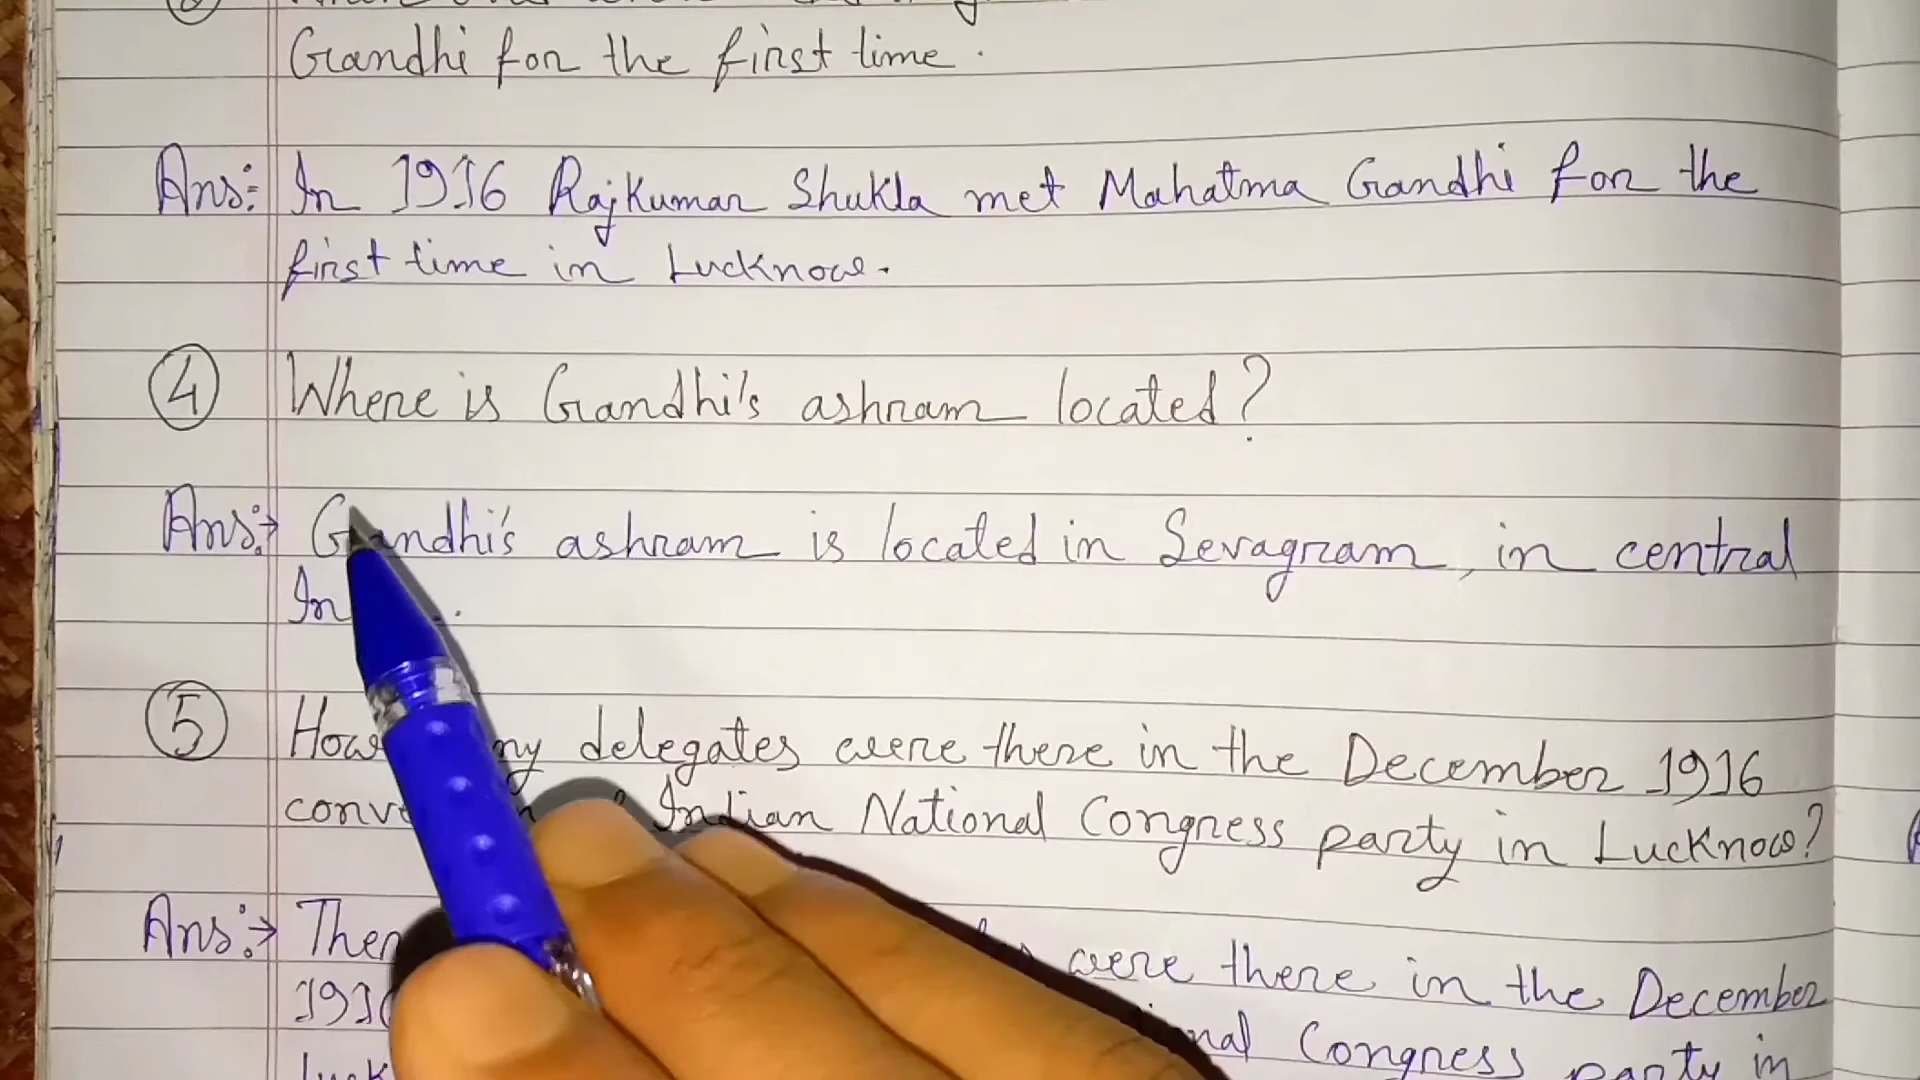 Gandhi for the first time.
Ans: In 1916 Rajkumar Shukla met Mahatma Gandhi for the
first time in Lucknow.
4 Where is Gandhi's ashram located?
Ans:→ Gandhi's ashram is located in Sevagram, in central
5 How delegates were there in the December 1916
Indian National Congress party in Lucknow?
Ans:→ were there in the December
Congress party in